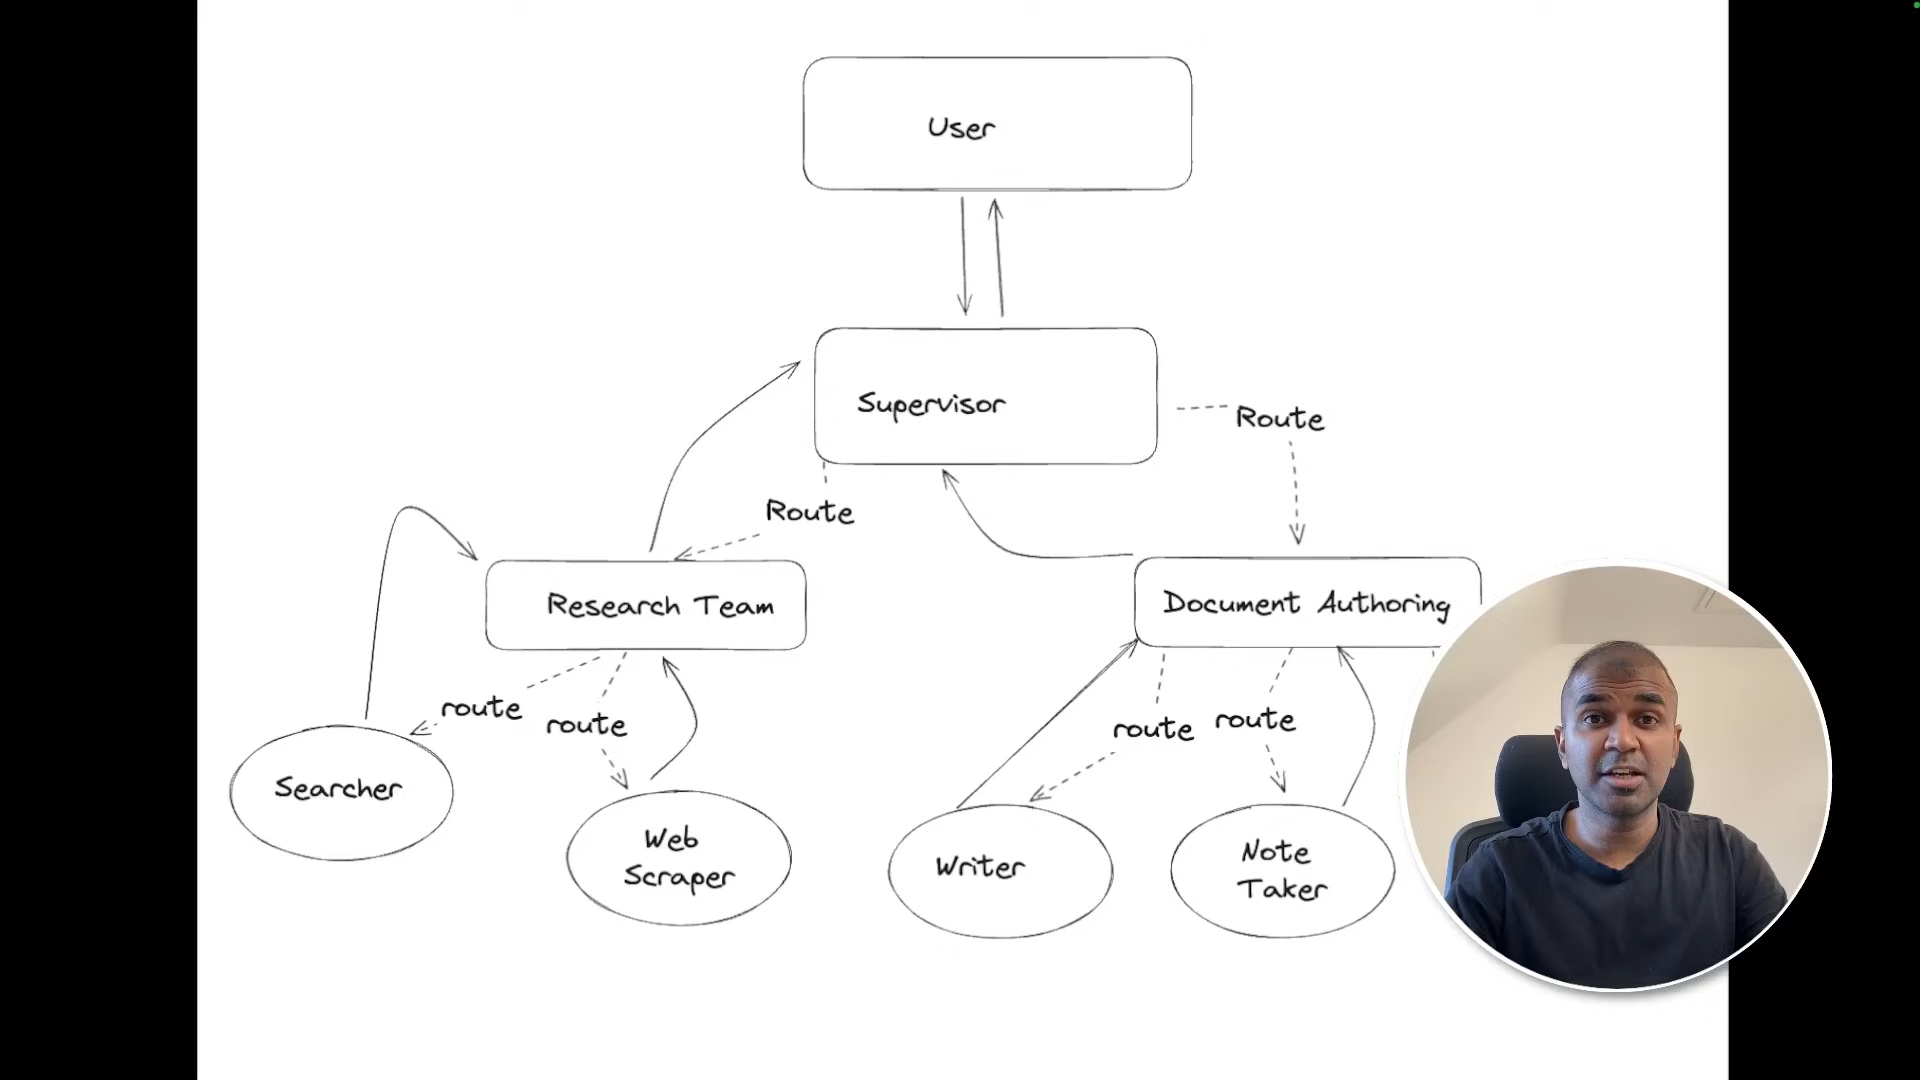 User
Supervisor
Route
Route
Research Team
Document Authoring
route
route
route
route
Searcher
Web
Scraper
Writer
Note
Taker